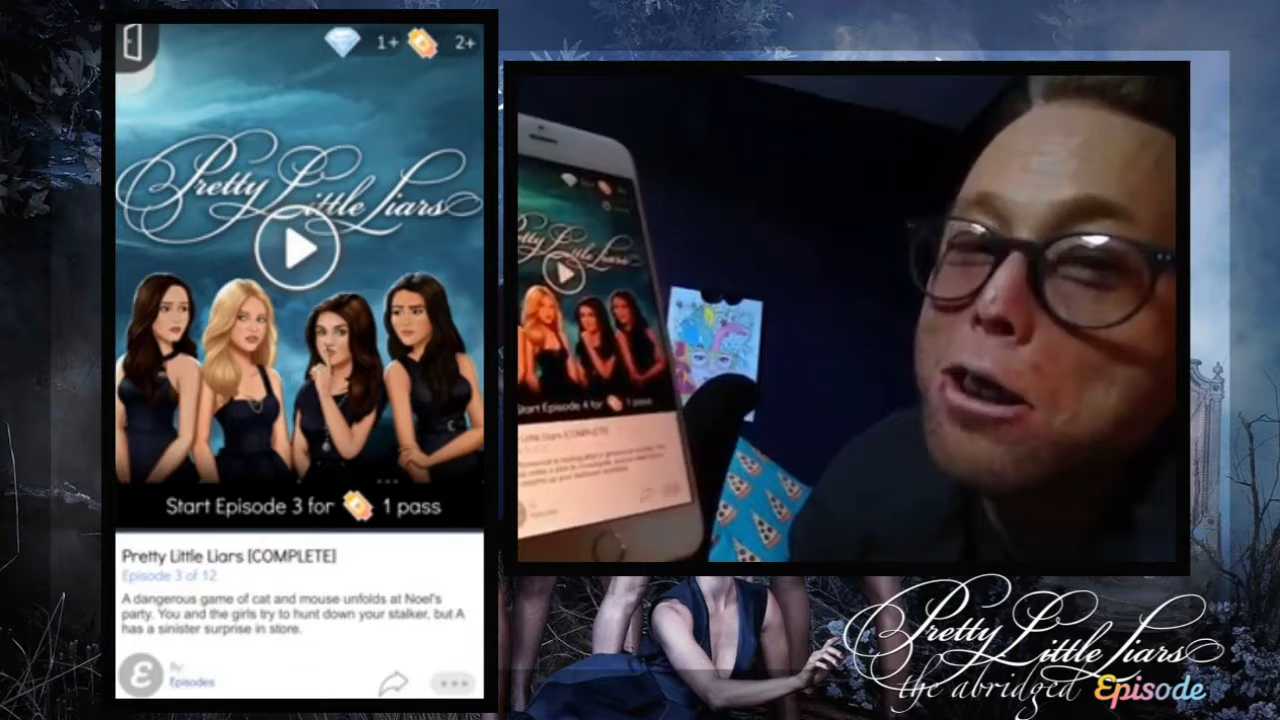 1+ 2+
Pretty Little Liars
Start Episode 3 for 1 pass
Pretty Little Liars [COMPLETE]
Episode 3 of 12
A dangerous game of cat and mouse unfolds at Noel's
party. You and the girls try to hunt down your stalker, but A
has a sinister surprise in store.
By:
Episodes
Pretty Little Liars
Start Episode 4 for 1 pass
Little Liars [COMPLETE]
Pretty Little Liars
the abridged Episode